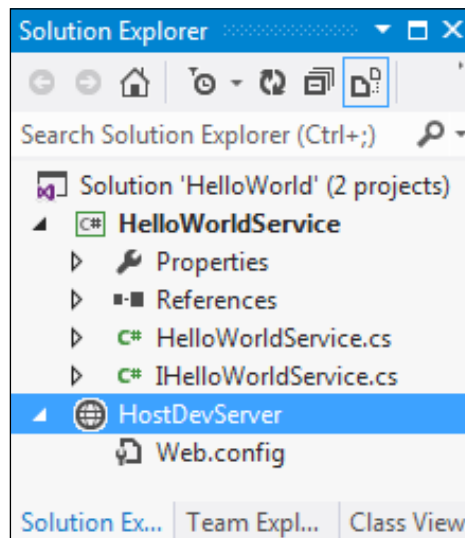 Solution Explorer
Search Solution Explorer (Ctrl+;)
Solution 'HelloWorld' (2 projects)
C# HelloWorldService
Properties
References
C# HelloWorldService.cs
C# IHelloWorldService.cs
HostDevServer
Web.config
Solution Ex... Team Expl... Class View